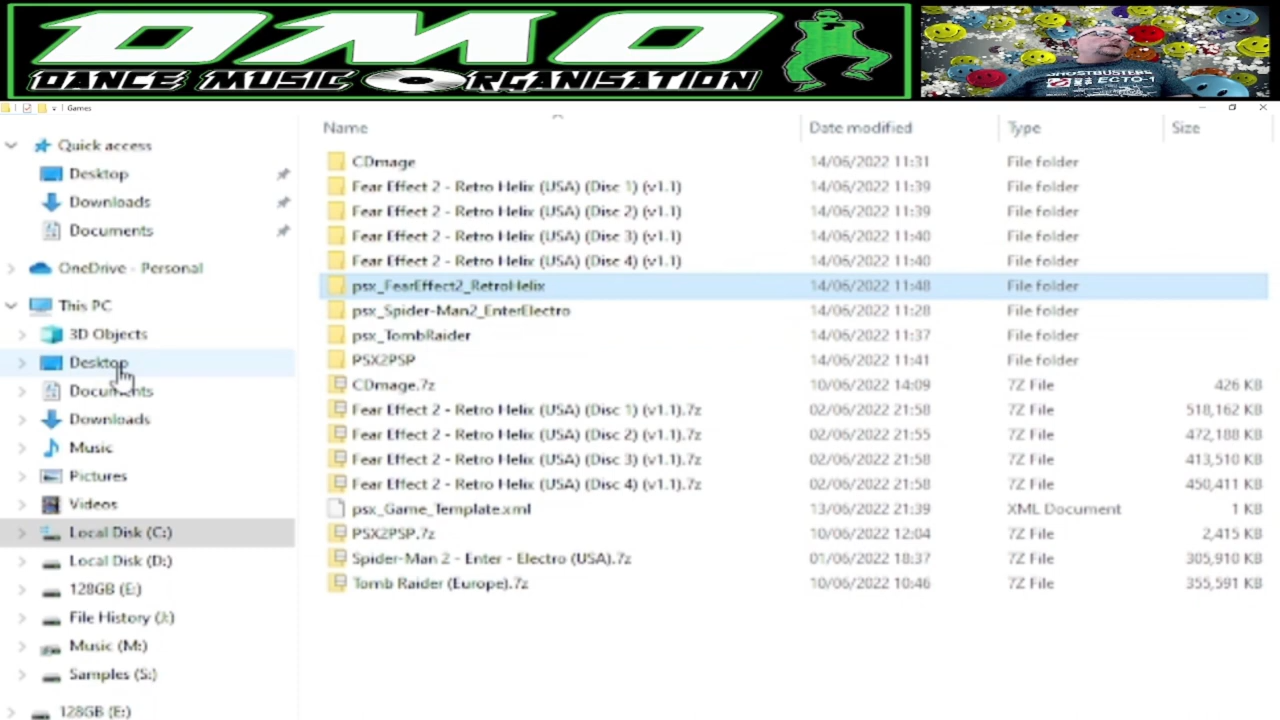 DMO
DANCE MUSIC ORGANISATION
GHOSTBUSTERS
ECTO-1
Games
Name Date modified Type Size
Quick access
Desktop
Downloads
Documents
OneDrive - Personal
This PC
3D Objects
Desktop
Documents
Downloads
Music
Pictures
Videos
Local Disk (C:)
Local Disk (D:)
128GB (E:)
File History (J:)
Music (M:)
Samples (S:)
128GB (E:)
CDmage 14/06/2022 11:31 File folder
Fear Effect 2 - Retro Helix (USA) (Disc 1) (v1.1) 14/06/2022 11:39 File folder
Fear Effect 2 - Retro Helix (USA) (Disc 2) (v1.1) 14/06/2022 11:39 File folder
Fear Effect 2 - Retro Helix (USA) (Disc 3) (v1.1) 14/06/2022 11:40 File folder
Fear Effect 2 - Retro Helix (USA) (Disc 4) (v1.1) 14/06/2022 11:40 File folder
psx_FearEffect2_RetroHelix 14/06/2022 11:48 File folder
psx_Spider-Man2_EnterElectro 14/06/2022 11:28 File folder
psx_TombRaider 14/06/2022 11:37 File folder
PSX2PSP 14/06/2022 11:41 File folder
CDmage.7z 10/06/2022 14:09 7Z File 426 KB
Fear Effect 2 - Retro Helix (USA) (Disc 1) (v1.1).7z 02/06/2022 21:58 7Z File 518,162 KB
Fear Effect 2 - Retro Helix (USA) (Disc 2) (v1.1).7z 02/06/2022 21:55 7Z File 472,188 KB
Fear Effect 2 - Retro Helix (USA) (Disc 3) (v1.1).7z 02/06/2022 21:58 7Z File 413,510 KB
Fear Effect 2 - Retro Helix (USA) (Disc 4) (v1.1).7z 02/06/2022 21:58 7Z File 450,411 KB
psx_Game_Template.xml 13/06/2022 21:39 XML Document 1 KB
PSX2PSP.7z 10/06/2022 12:04 7Z File 2,415 KB
Spider-Man 2 - Enter - Electro (USA).7z 01/06/2022 18:37 7Z File 305,910 KB
Tomb Raider (Europe).7z 10/06/2022 10:46 7Z File 355,591 KB